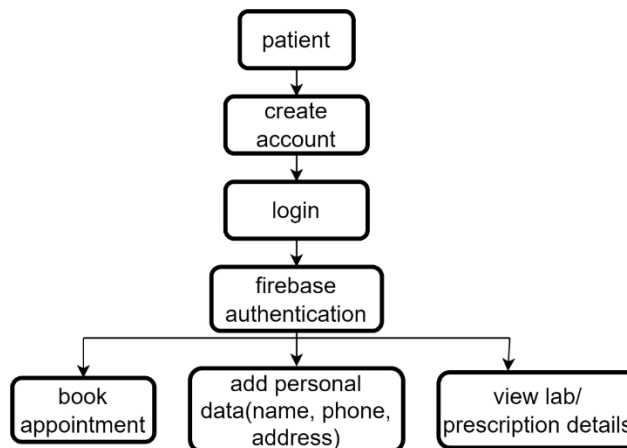 patient
create
account
login
firebase
authentication
book
appointment
add personal
data(name, phone,
address)
view lab/
prescription details